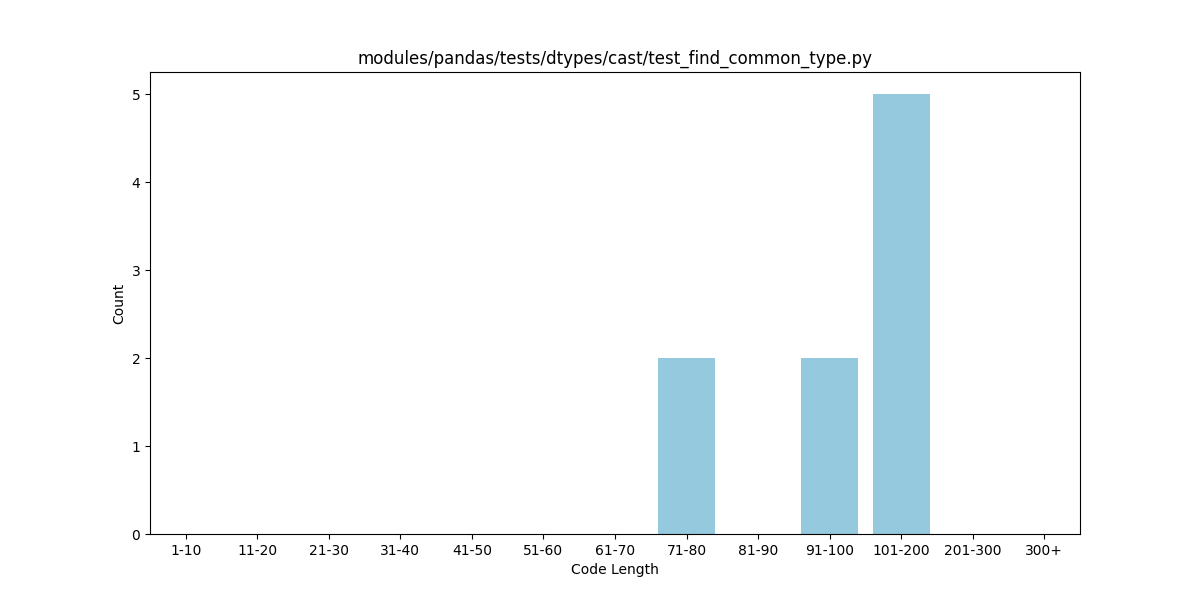 modules/pandas/tests/dtypes/cast/test_find_common_type.py
5
4
3
2
1
0
Count
1-10 11-20 21-30 31-40 41-50 51-60 61-70 71-80 81-90 91-100 101-200 201-300 300+
Code Length